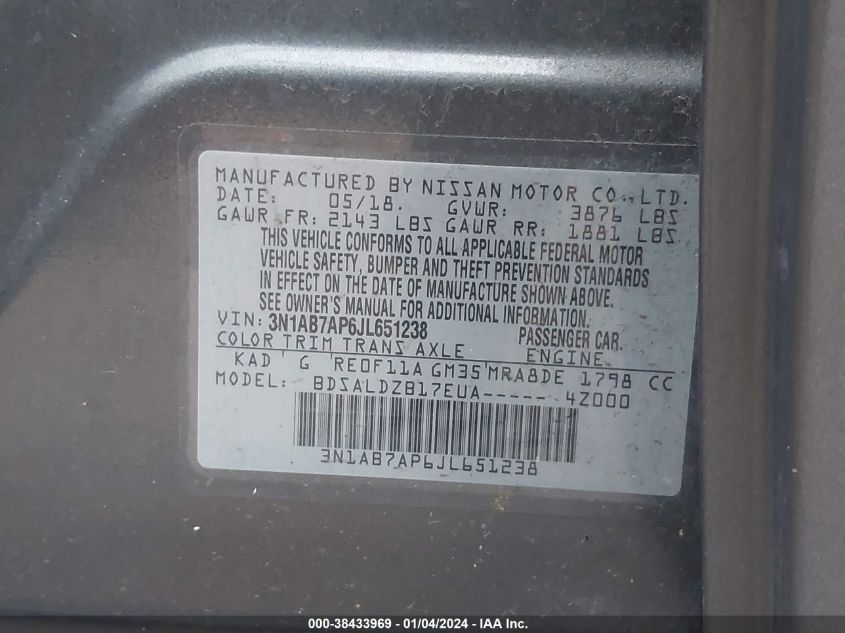 MANUFACTURED BY NISSAN MOTOR CO., LTD.
DATE: 05/18. GVWR: 3876 LBS
GAWR FR: 2143 LBS GAWR RR: 1881 LBS
THIS VEHICLE CONFORMS TO ALL APPLICABLE FEDERAL MOTOR
VEHICLE SAFETY, BUMPER AND THEFT PREVENTION STANDARDS
IN EFFECT ON THE DATE OF MANUFACTURE SHOWN ABOVE.
SEE OWNER'S MANUAL FOR ADDITIONAL INFORMATION
VIN: 3N1AB7AP6JL651238 PASSENGER CAR.
COLOR TRIM TRANS AXLE ENGINE
KAD G RE0F11A GM35 MRA8DE 1798 CC
MODEL: BDSALDZB17EUA----- 4Z000
3N1AB7AP6JL651238
000-38433969 - 01/04/2024 - IAA Inc.